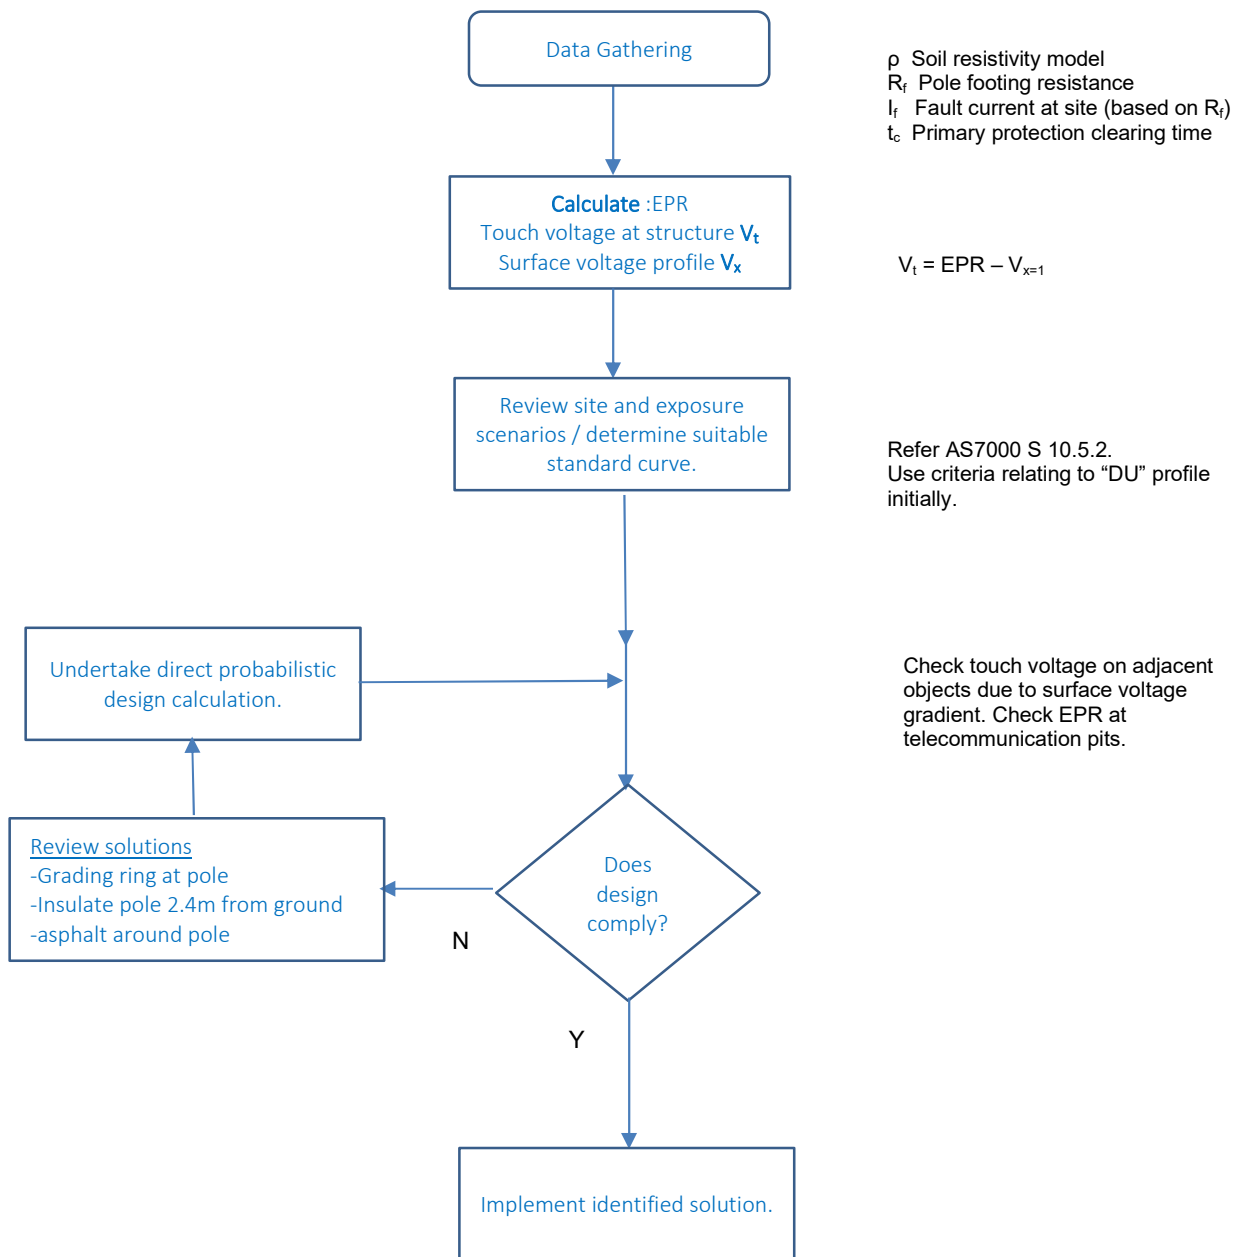 Data Gathering
ρ Soil resistivity model
Rf Pole footing resistance
If Fault current at site (based on Rf)
tc Primary protection clearing time
Calculate :EPR
Touch voltage at structure Vt
Surface voltage profile Vx
Vt = EPR – Vx=1
Review site and exposure
scenarios / determine suitable
standard curve.
Refer AS7000 S 10.5.2.
Use criteria relating to “DU” profile
initially.
Undertake direct probabilistic
design calculation.
Check touch voltage on adjacent
objects due to surface voltage
gradient. Check EPR at
telecommunication pits.
Review solutions
-Grading ring at pole
-Insulate pole 2.4m from ground
-asphalt around pole
Does
design
comply?
N
Y
Implement identified solution.